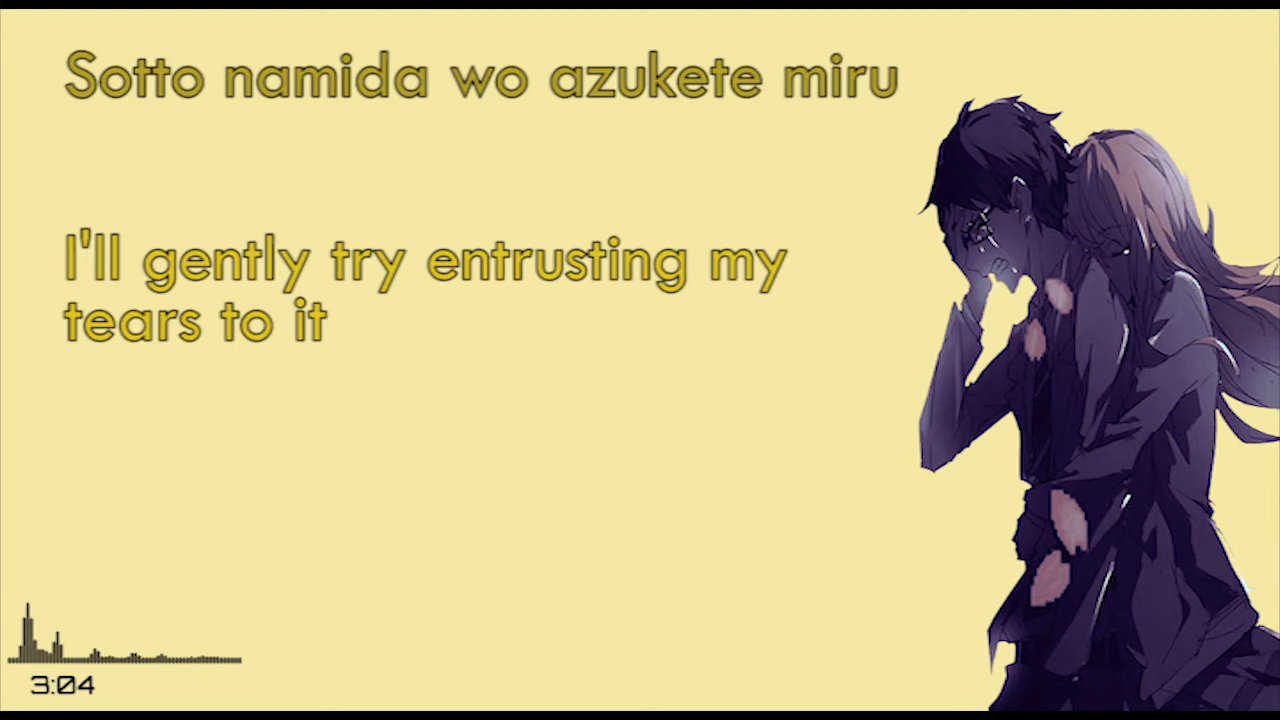 Sotto namida wo azukete miru
I'll gently try entrusting my
tears to it
3:04